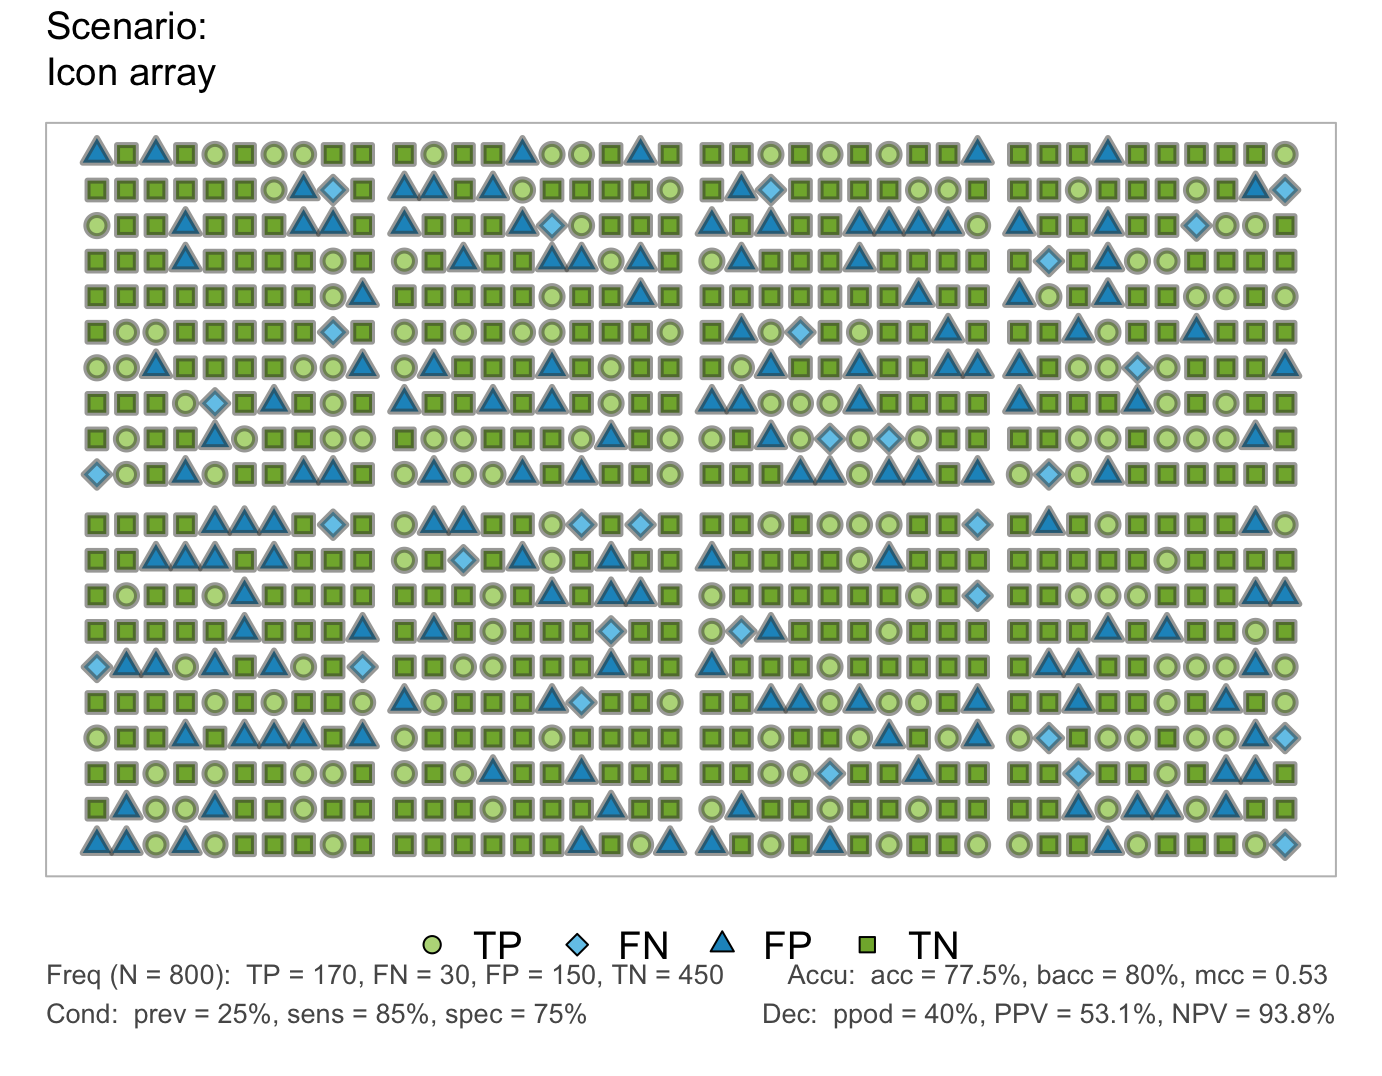 Scenario:
Icon array
TP FN FP TN
Freq (N = 800):  TP = 170, FN = 30, FP = 150, TN = 450 Accu:  acc = 77.5%, bacc = 80%, mcc = 0.53
Cond:  prev = 25%, sens = 85%, spec = 75% Dec:  ppod = 40%, PPV = 53.1%, NPV = 93.8%